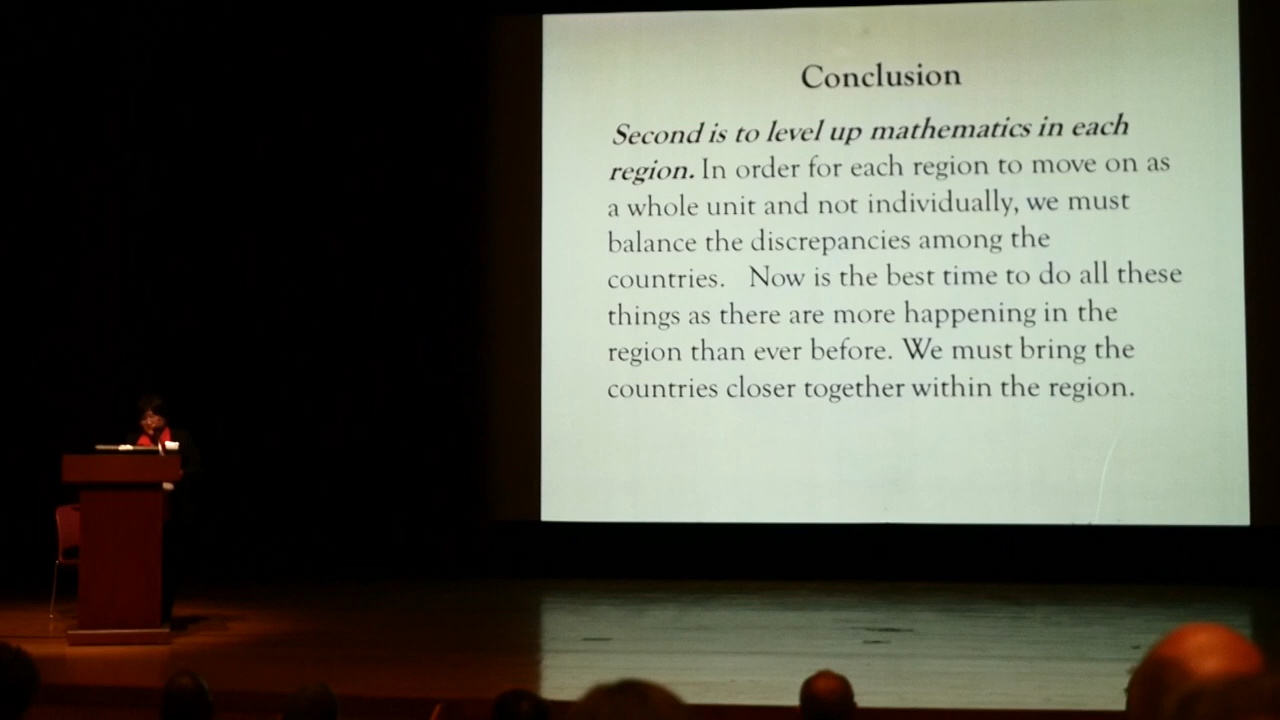 Conclusion
Second is to level up mathematics in each
region. In order for each region to move on as
a whole unit and not individually, we must
balance the discrepancies among the
countries.   Now is the best time to do all these
things as there are more happening in the
region than ever before. We must bring the
countries closer together within the region.